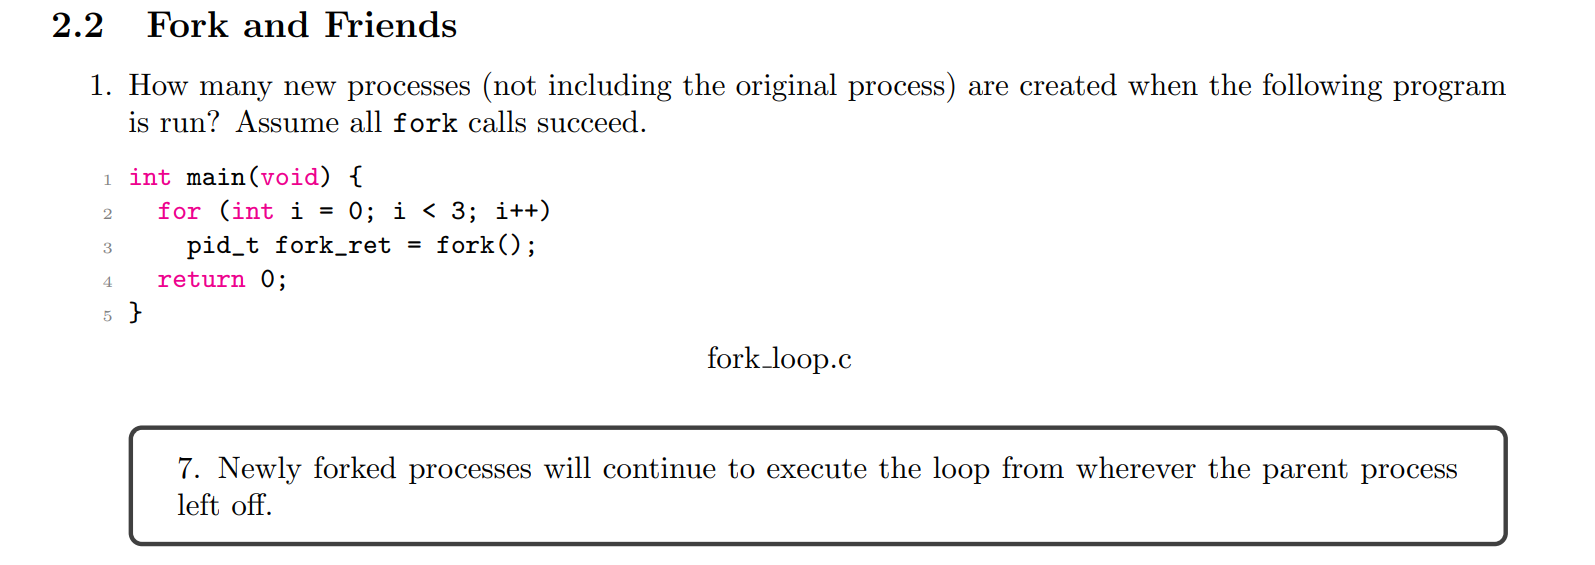 2.2 Fork and Friends
1. How many new processes (not including the original process) are created when the following program
is run? Assume all fork calls succeed.
1 int main(void) {
2   for (int i = 0; i < 3; i++)
3     pid_t fork_ret = fork();
4   return 0;
5 }
fork_loop.c
7. Newly forked processes will continue to execute the loop from wherever the parent process
left off.